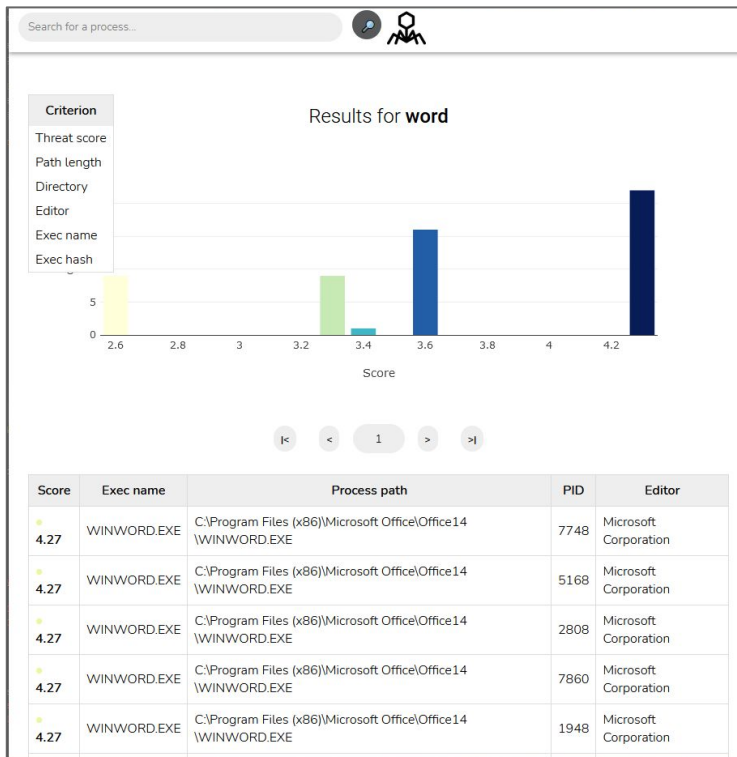 Search for a process...
Criterion
Threat score
Path length
Directory
Editor
Exec name
Exec hash
Results for word
5
0
2.6 2.8 3 3.2 3.4 3.6 3.8 4 4.2
Score
|< < 1 > >|
Score Exec name Process path PID Editor
4.27 WINWORD.EXE C:\Program Files (x86)\Microsoft Office\Office14 7748 Microsoft
\WINWORD.EXE Corporation
4.27 WINWORD.EXE C:\Program Files (x86)\Microsoft Office\Office14 5168 Microsoft
\WINWORD.EXE Corporation
4.27 WINWORD.EXE C:\Program Files (x86)\Microsoft Office\Office14 2808 Microsoft
\WINWORD.EXE Corporation
4.27 WINWORD.EXE C:\Program Files (x86)\Microsoft Office\Office14 7860 Microsoft
\WINWORD.EXE Corporation
4.27 WINWORD.EXE C:\Program Files (x86)\Microsoft Office\Office14 1948 Microsoft
\WINWORD.EXE Corporation